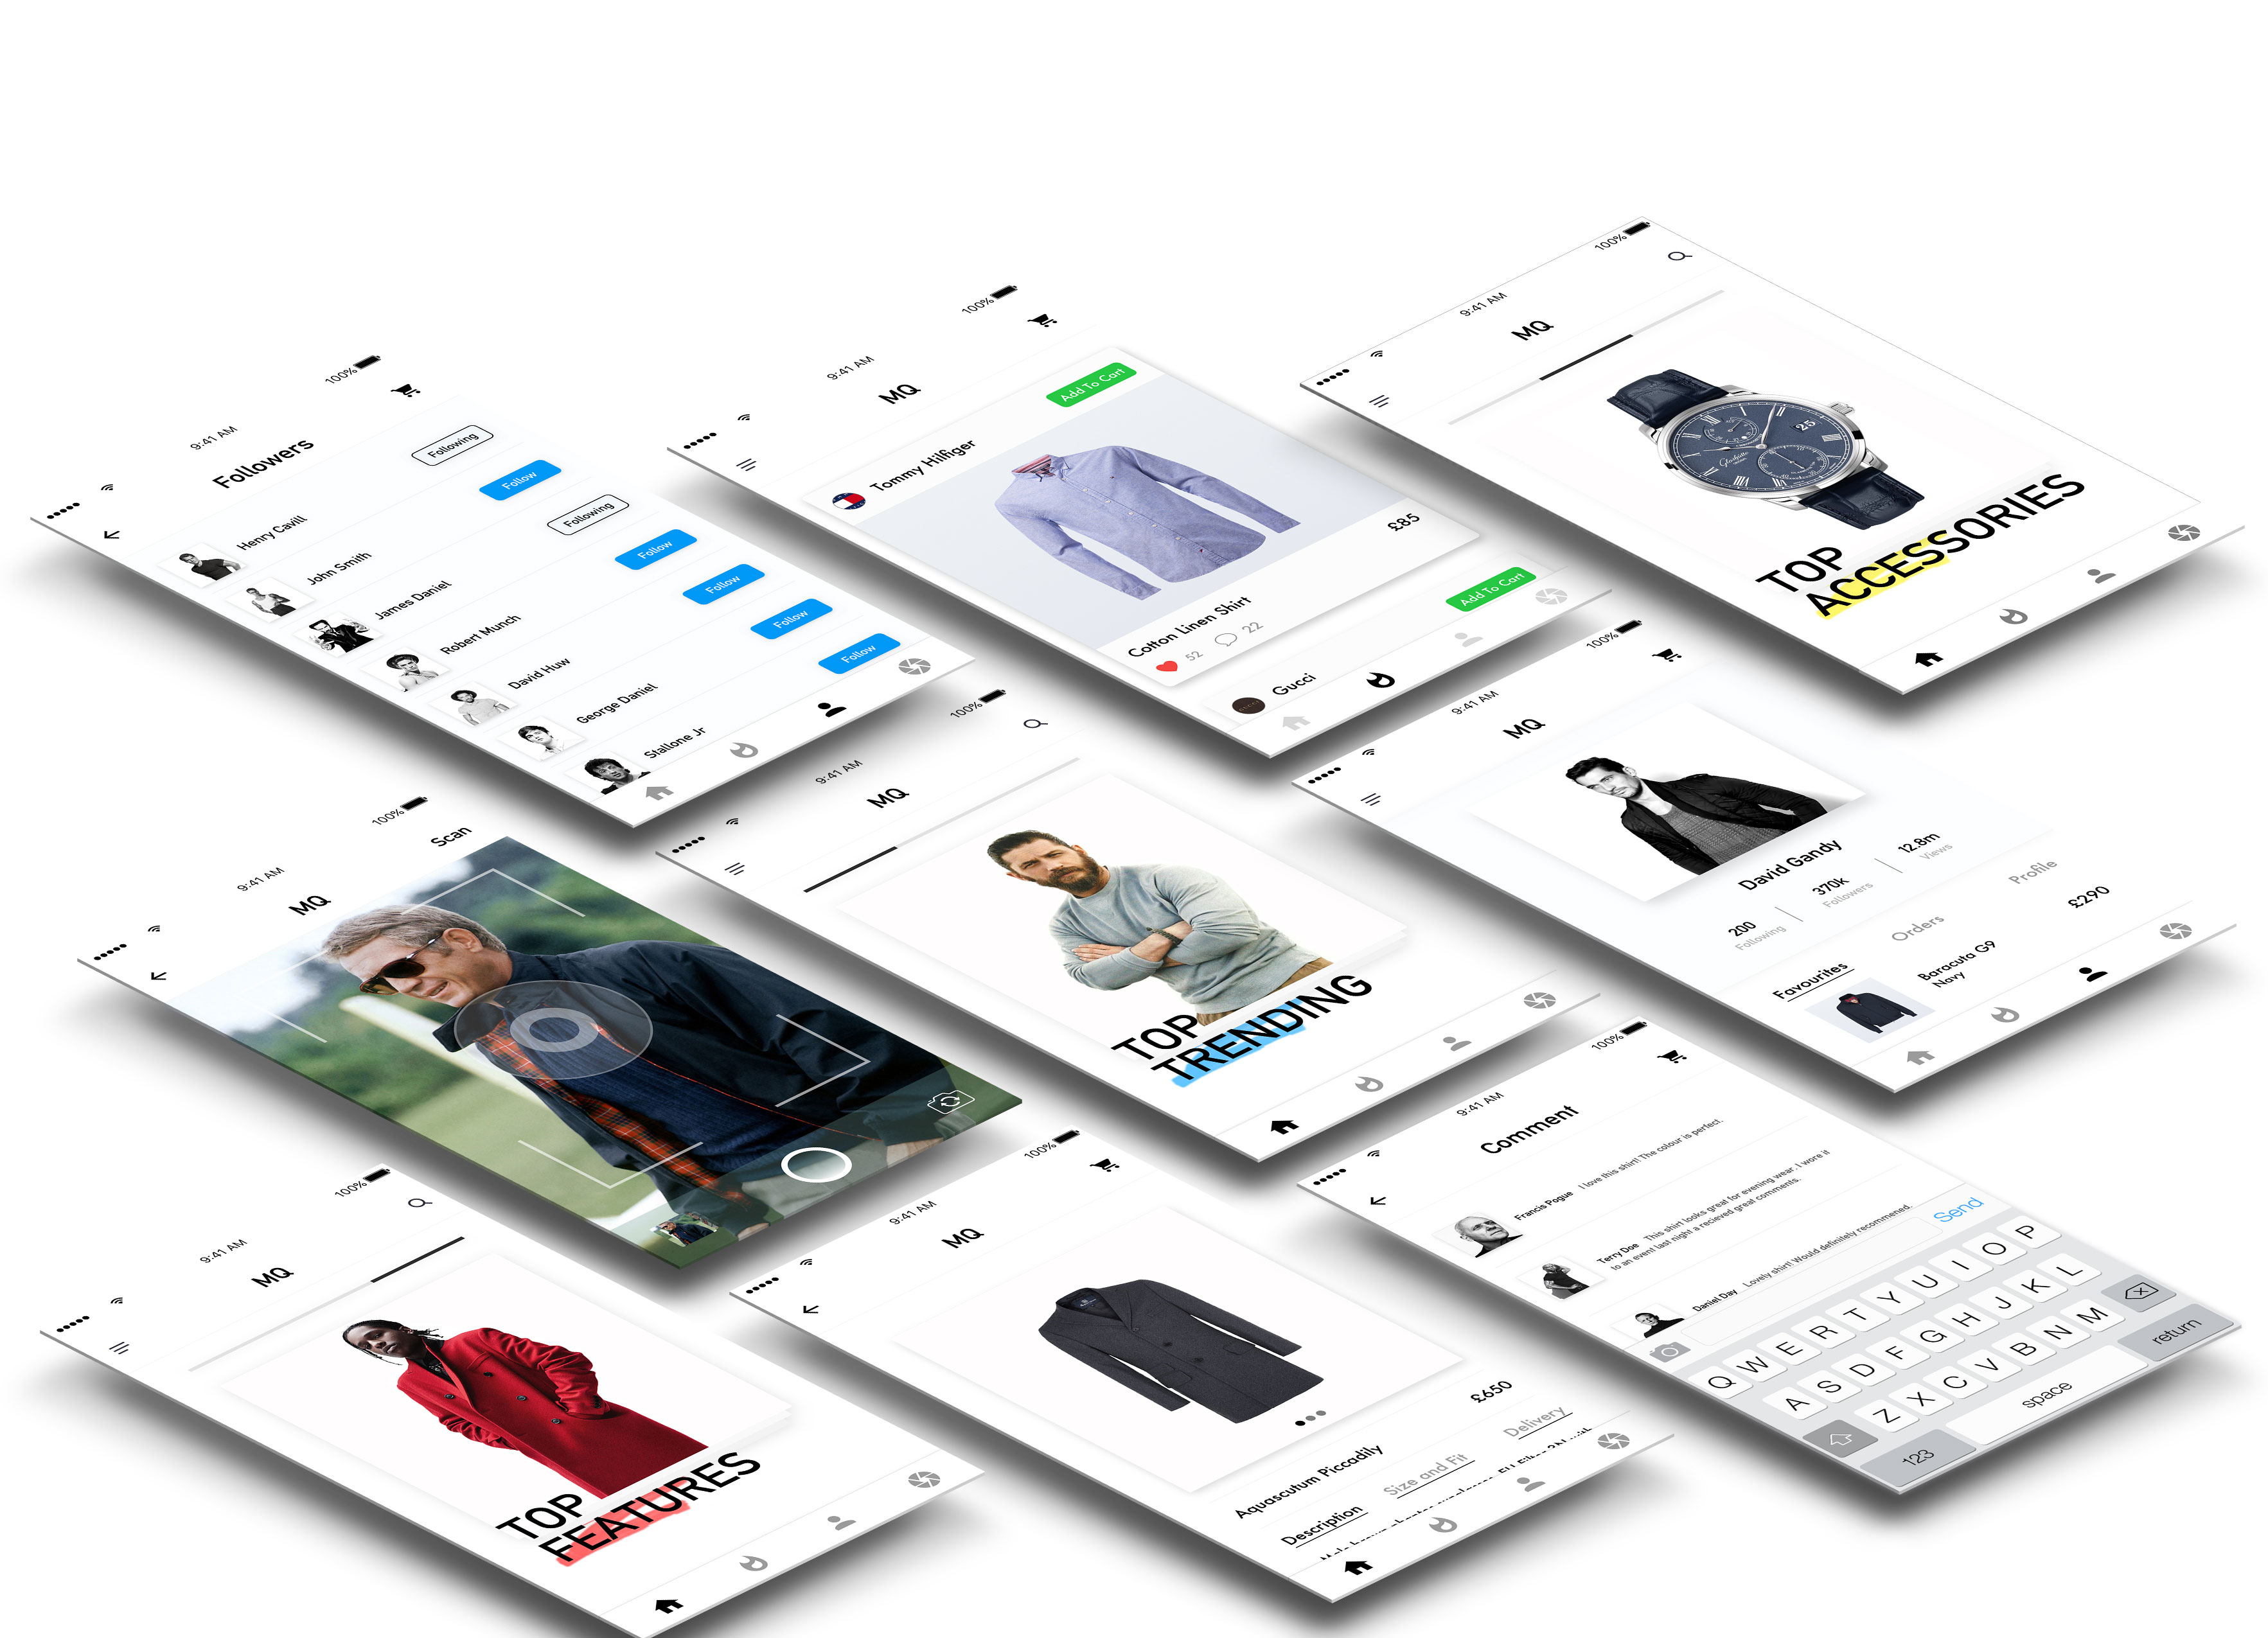 9:41 AM
100%
Followers
Henry Cavill
Following
John Smith
Follow
James Daniel
Following
Robert Munch
Follow
David Huw
Follow
George Daniel
Follow
Stallone Jr
Follow
9:41 AM
100%
MQ
Tommy Hilfiger
Add To Cart
Cotton Linen Shirt
£85
52
22
Gucci
Add To Cart
9:41 AM
100%
MQ
25
TOP
ACCESSORIES
9:41 AM
100%
MQ
Scan
9:41 AM
100%
MQ
TOP
TRENDING
9:41 AM
100%
MQ
David Gandy
200
Following
370k
Followers
12.8m
Views
Favourites
Orders
Profile
Baracuta G9
Navy
£290
9:41 AM
100%
MQ
TOP
FEATURES
9:41 AM
100%
MQ
Aquascutum Piccadily
£650
Description
Size and Fit
Delivery
9:41 AM
100%
Comment
Francis Pogue I love this shirt! The colour is perfect.
Terry Doe This shirt looks great for evening wear. I wore it
to an event last night a recieved great comments.
Daniel Day Lovely shirt! Would definitely recommened.
Send
Q W E R T Y U I O P
A S D F G H J K L
Z X C V B N M
123
space
return